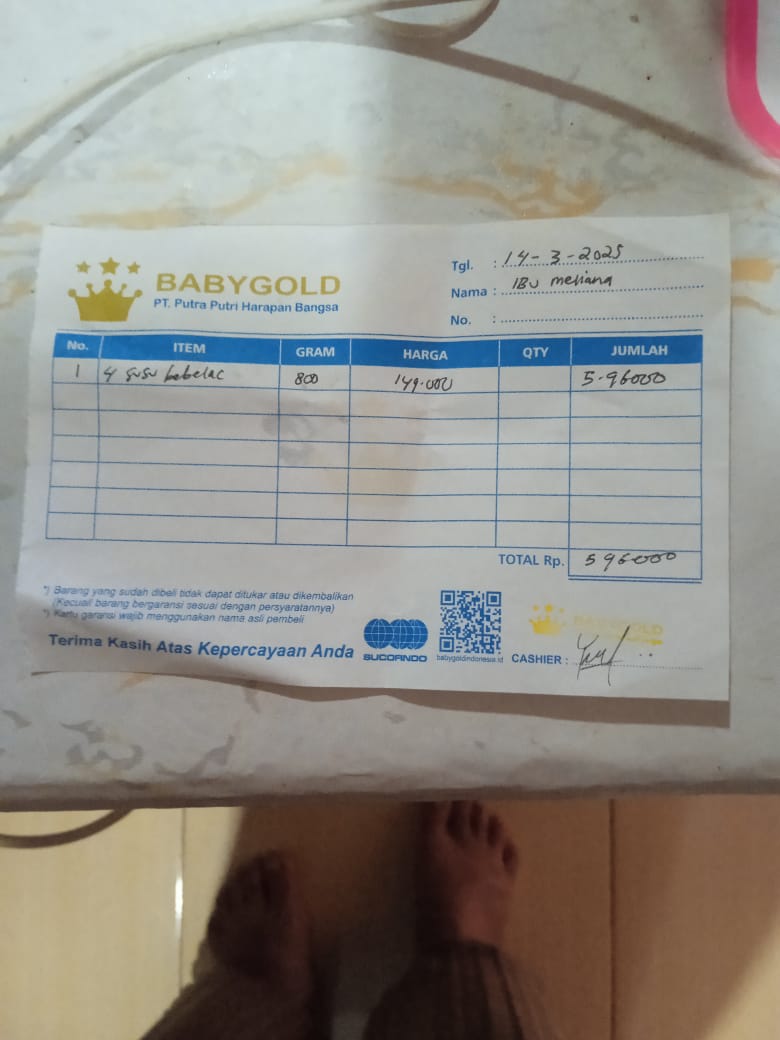 BABYGOLD
PT. Putra Putri Harapan Bangsa
Tgl. : 14-3-2025
Nama : IBU meliana
No. :
No. ITEM GRAM HARGA QTY JUMLAH
1 4 susu bebelac 800 149.000 5.96000
TOTAL Rp. 596000
*) Barang yang sudah dibeli tidak dapat ditukar atau dikembalikan
(Kecuali barang bergaransi sesuai dengan persyaratannya)
*) Kartu garansi wajib menggunakan nama asli pembeli
Terima Kasih Atas Kepercayaan Anda
SUCOFINDO
babygoldindonesia.id
CASHIER :
BABYGOLD